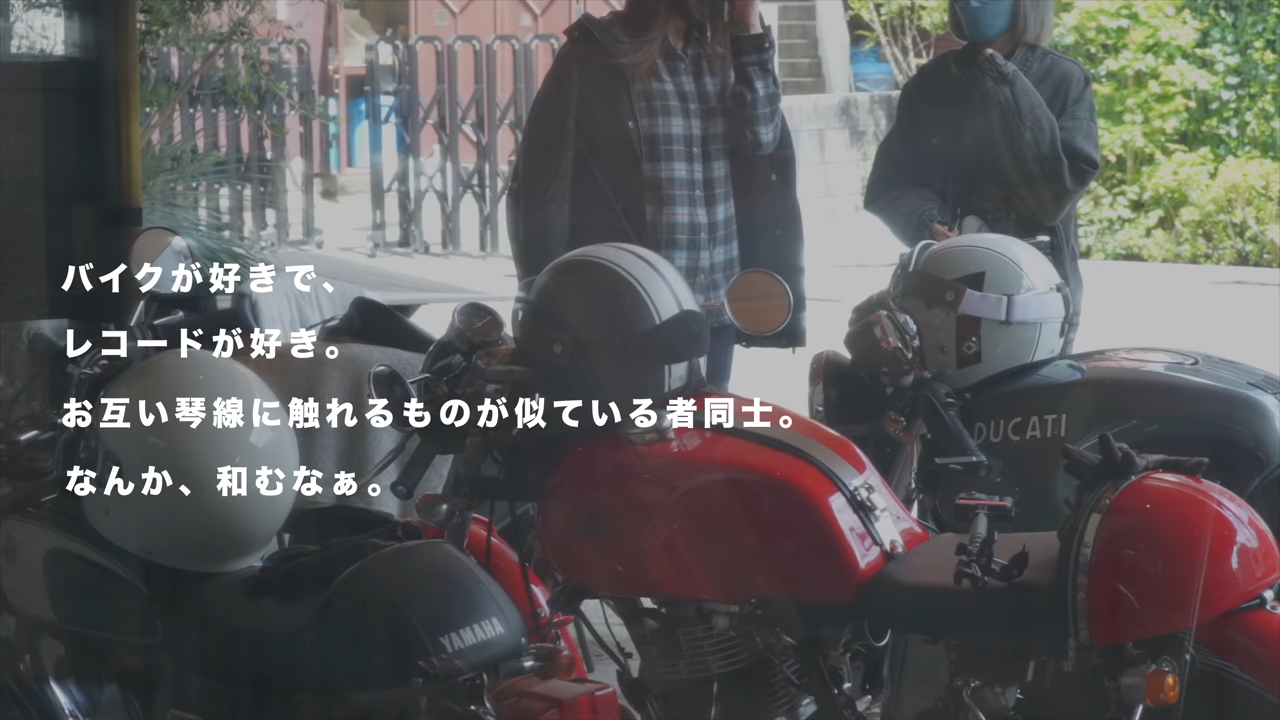 バイクが好きで、
レコードが好き。
お互い琴線に触れるものが似ている者同士。
なんか、和むなぁ。
DUCATI
YAMAHA